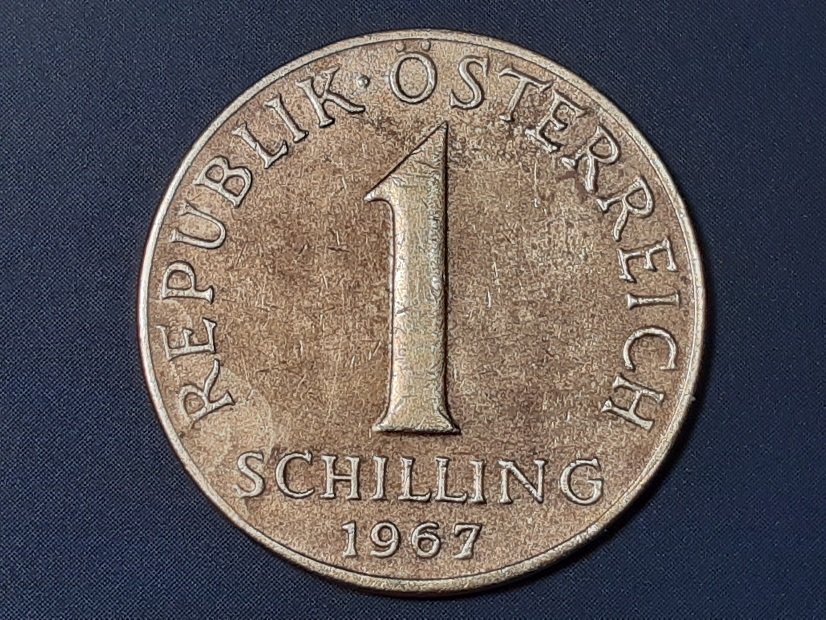 REPUBLIK · ÖSTERREICH
1
SCHILLING
1967